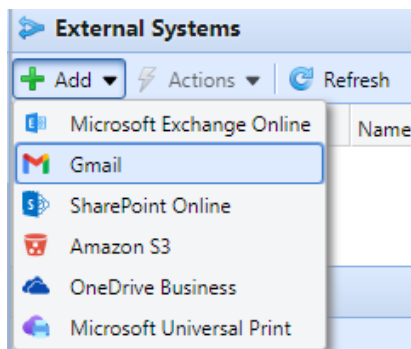 External Systems
Add Actions Refresh
Microsoft Exchange Online
Name
Gmail
SharePoint Online
Amazon S3
OneDrive Business
Microsoft Universal Print